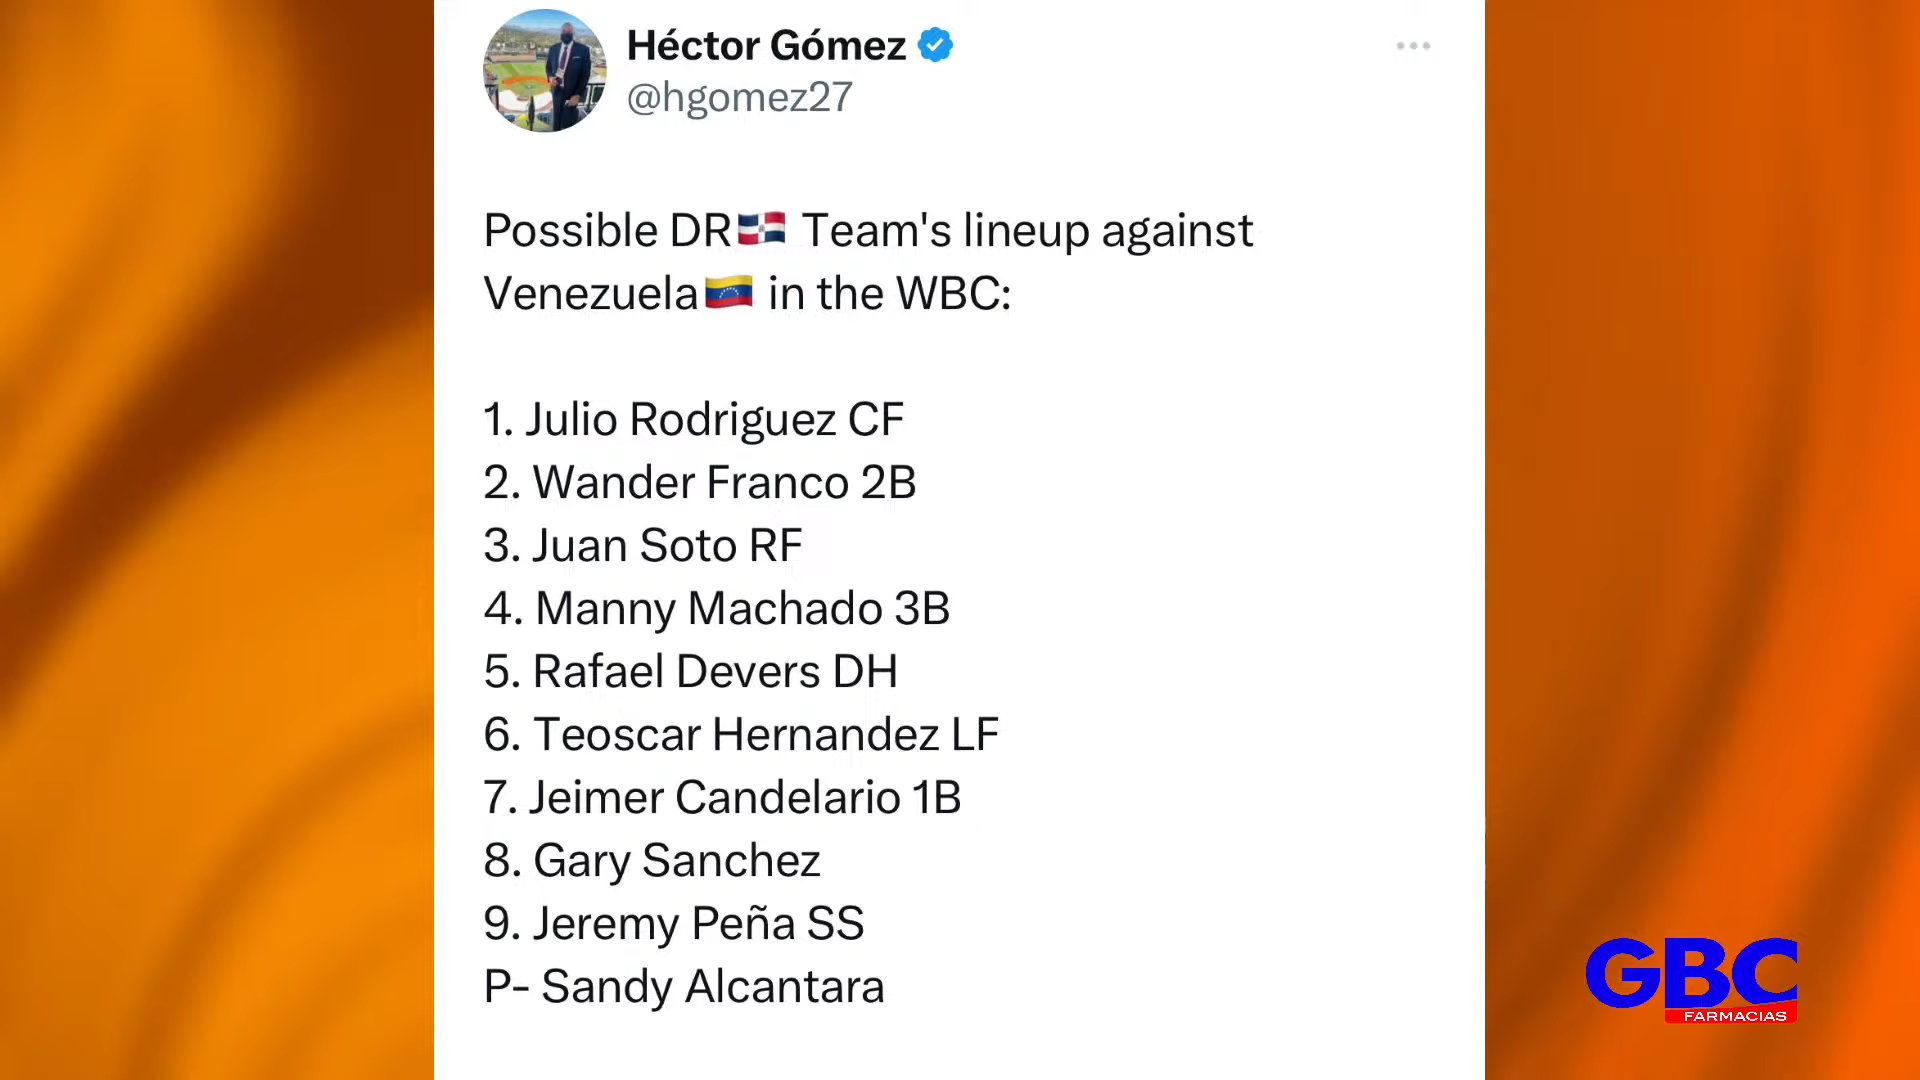 Héctor Gómez
@hgomez27
Possible DR🇩🇴 Team's lineup against
Venezuela🇻🇪 in the WBC:
1. Julio Rodriguez CF
2. Wander Franco 2B
3. Juan Soto RF
4. Manny Machado 3B
5. Rafael Devers DH
6. Teoscar Hernandez LF
7. Jeimer Candelario 1B
8. Gary Sanchez
9. Jeremy Peña SS
P- Sandy Alcantara
GBC
FARMACIAS